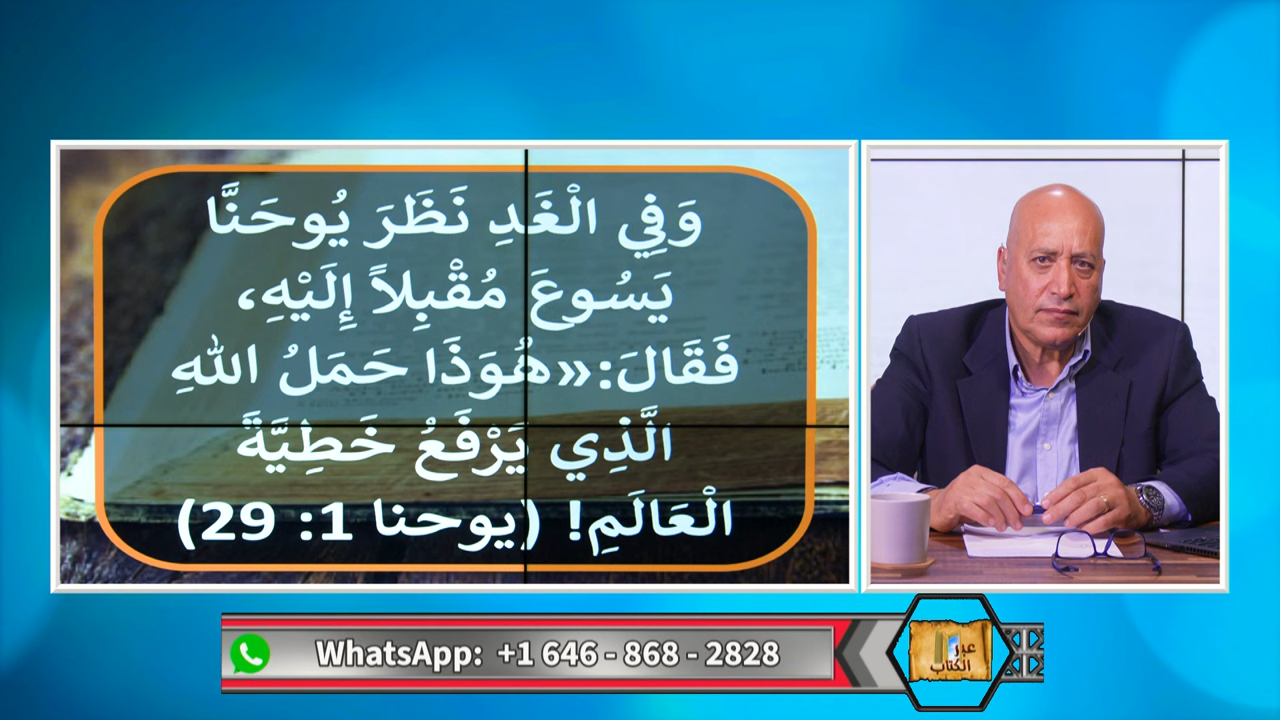 وَفِي الْغَدِ نَظَرَ يُوحَنَّا
يَسُوعَ مُقْبِلاً إِلَيْهِ،
فَقَالَ:«هُوَذَا حَمَلُ اللهِ
الَّذِي يَرْفَعُ خَطِيَّةَ
الْعَالَمِ! (يوحنا 1: 29)
WhatsApp: +1 646 - 868 - 2828
عبر
الكتاب